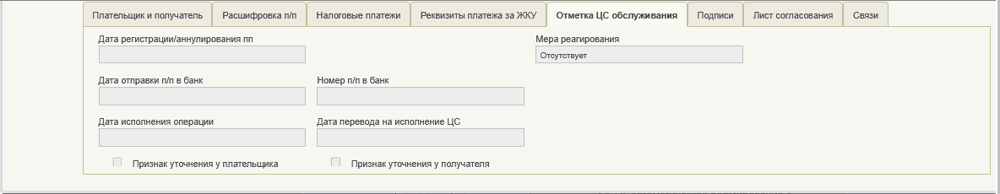 Плательщик и получатель Расшифровка п/п Налоговые платежи Реквизиты платежа за ЖКУ Отметка ЦС обслуживания Подписи Лист согласования Связи
Дата регистрации/аннулирования пп Мера реагирования
Отсутствует
Дата отправки п/п в банк Номер п/п в банк
Дата исполнения операции Дата перевода на исполнение ЦС
Признак уточнения у плательщика Признак уточнения у получателя